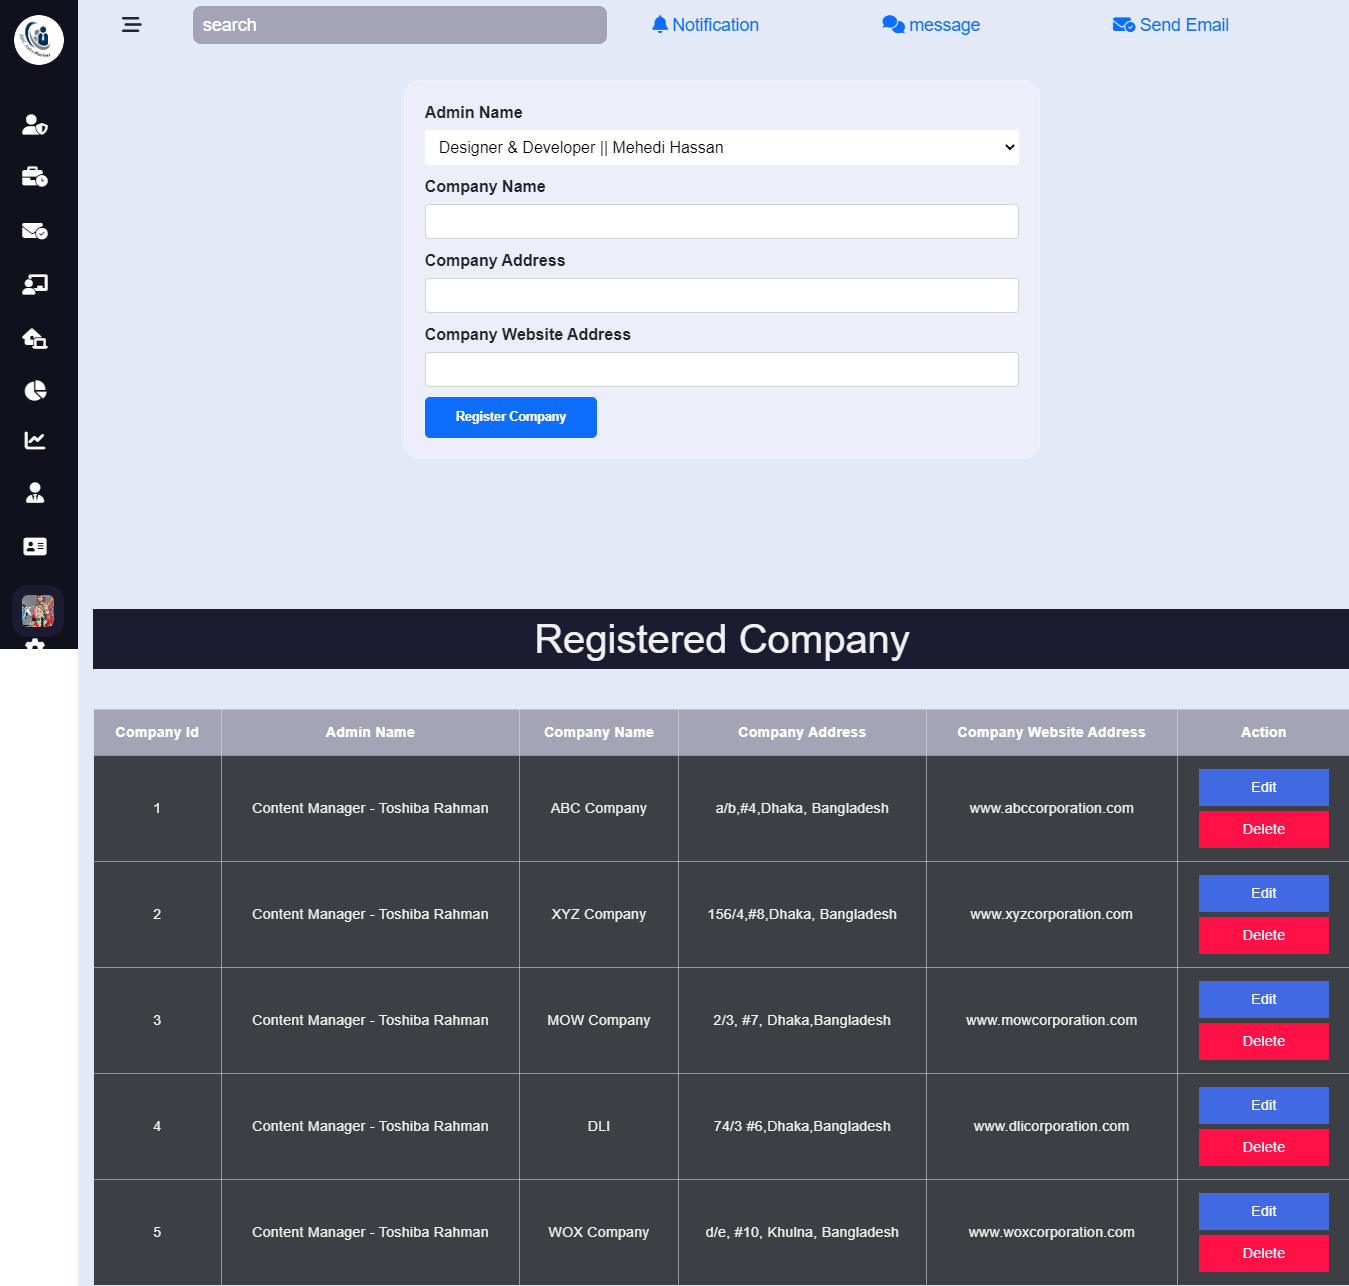 search
Notification
message
Send Email
Admin Name
Designer & Developer || Mehedi Hassan
Company Name
Company Address
Company Website Address
Register Company
Registered Company
Company Id Admin Name Company Name Company Address Company Website Address Action
1 Content Manager - Toshiba Rahman ABC Company a/b,#4,Dhaka, Bangladesh www.abccorporation.com Edit
Delete
2 Content Manager - Toshiba Rahman XYZ Company 156/4,#8,Dhaka, Bangladesh www.xyzcorporation.com Edit
Delete
3 Content Manager - Toshiba Rahman MOW Company 2/3, #7, Dhaka,Bangladesh www.mowcorporation.com Edit
Delete
4 Content Manager - Toshiba Rahman DLI 74/3 #6,Dhaka,Bangladesh www.dlicorporation.com Edit
Delete
5 Content Manager - Toshiba Rahman WOX Company d/e, #10, Khulna, Bangladesh www.woxcorporation.com Edit
Delete